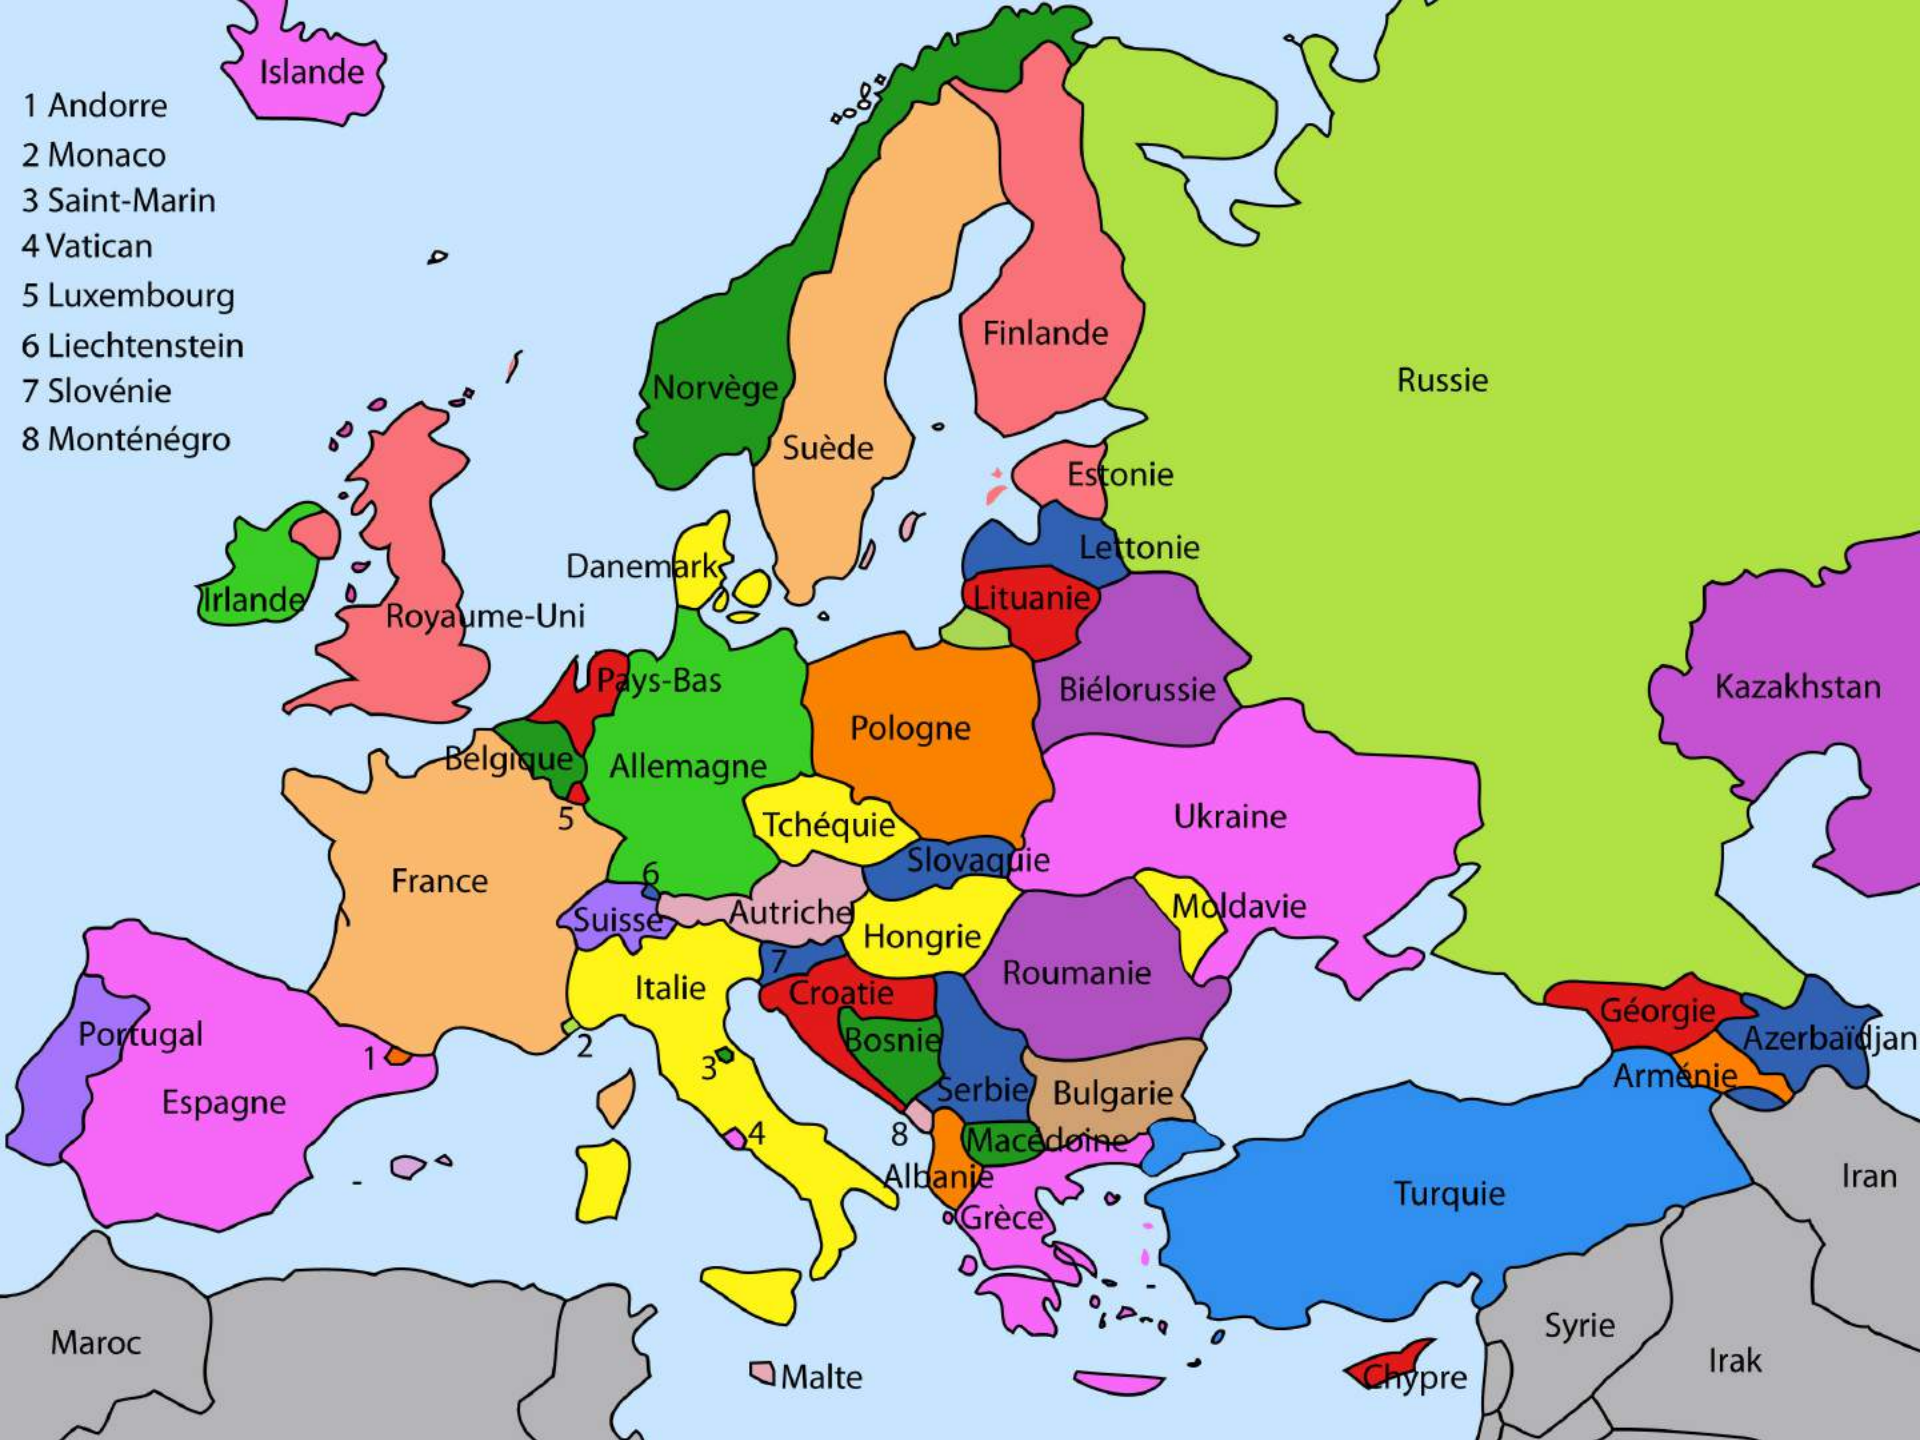 Islande
1 Andorre
2 Monaco
3 Saint-Marin
4 Vatican
5 Luxembourg
6 Liechtenstein
7 Slovénie
8 Monténégro
Finlande
Russie
Norvège
Suède
Estonie
Lettonie
Danemark
Lituanie
Irlande
Royaume-Uni
Pays-Bas
Biélorussie
Kazakhstan
Pologne
Belgique
Allemagne
5
Tchéquie
Ukraine
Slovaquie
6
France
Suisse
Autriche
Moldavie
Hongrie
7
Roumanie
Italie
Croatie
Géorgie
Portugal
Bosnie
Azerbaïdjan
1
2
3
Arménie
Serbie
Bulgarie
Espagne
4
8
Macédoine
Albanie
Iran
Turquie
Grèce
Syrie
Maroc
Irak
Malte
Chypre